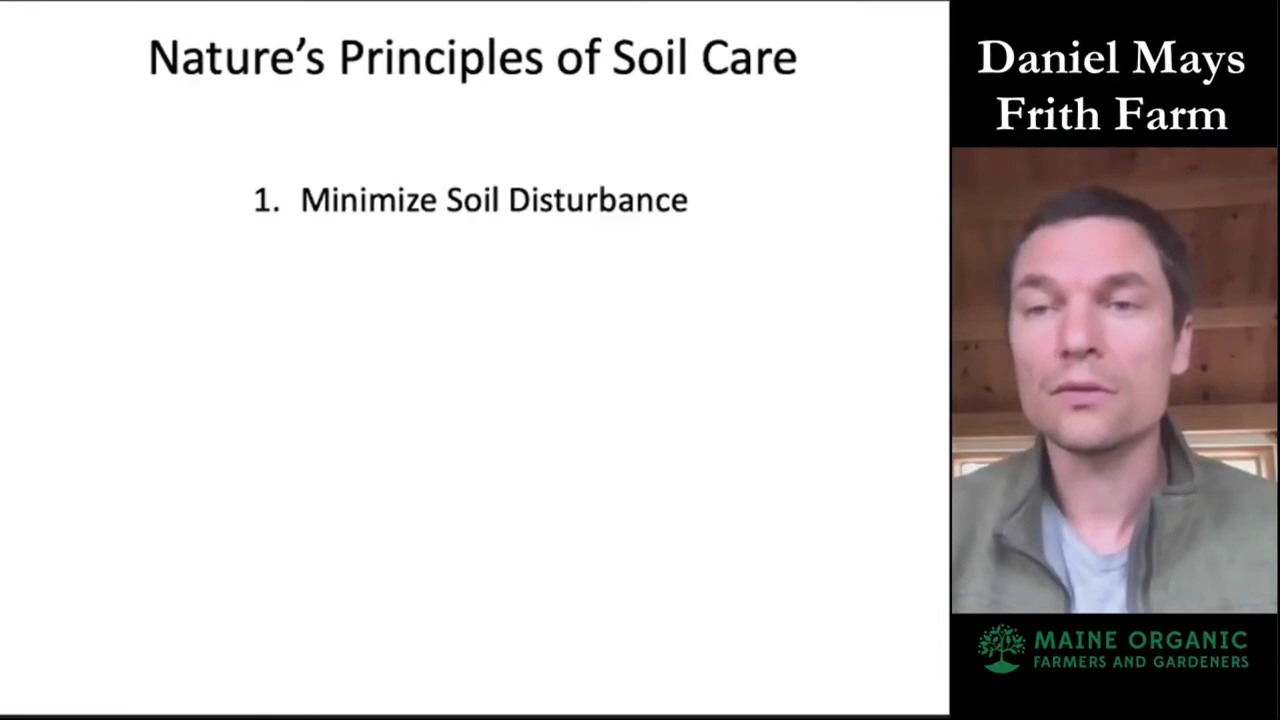 Nature’s Principles of Soil Care
1. Minimize Soil Disturbance
Daniel Mays
Frith Farm
MAINE ORGANIC
FARMERS AND GARDENERS